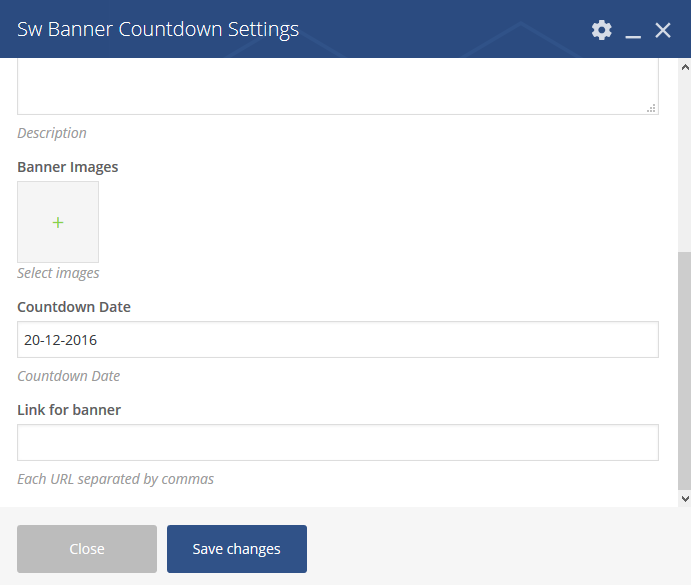 Sw Banner Countdown Settings
Description
Banner Images
Select images
Countdown Date
20-12-2016
Countdown Date
Link for banner
Each URL separated by commas
Close
Save changes